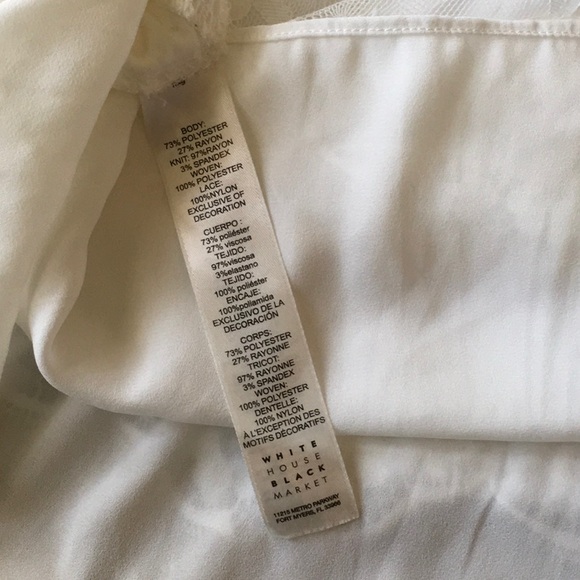 BODY:
73% POLYESTER
27% RAYON
KNIT: 97%RAYON
3% SPANDEX
WOVEN:
100% POLYESTER
LACE:
100%NYLON
EXCLUSIVE OF
DECORATION
CUERPO :
73% poliéster
27% viscosa
TEJIDO:
97%viscosa
3%elastano
TEJIDO:
100% poliéster
ENCAJE:
100%poliamida
EXCLUSIVO DE LA
DECORACIÓN
CORPS:
73% POLYESTER
27% RAYONNE
TRICOT:
97% RAYONNE
3% SPANDEX
WOVEN:
100% POLYESTER
DENTELLE:
100% NYLON
À L'EXCEPTION DES
MOTIFS DÉCORATIFS
WHITE
HOUSE
BLACK
MARKET
11215 METRO PARKWAY
FORT MYERS, FL 33966